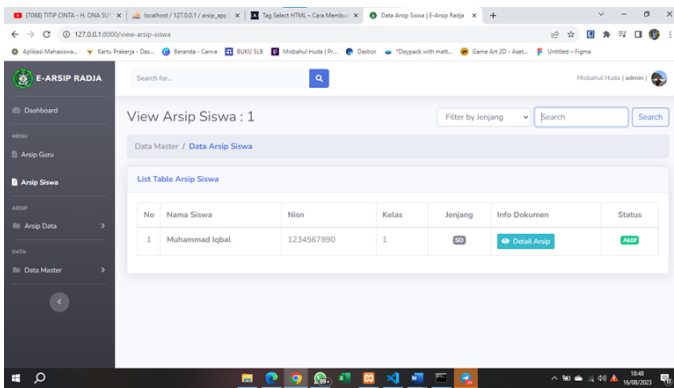 (7088) TITIP CINTA - H. ONA SU
localhost / 127.0.0.1 / arsip_app
Tag Select HTML – Cara Membu
Data Arsip Siswa | E-Arsip Radja
127.0.0.1:8000/view-arsip-siswa
Aplikasi Mahasiswa...
Kartu Prakerja - Das...
Beranda - Canva
BUKU SLB
Misbahul Huda | Pr...
Dasbor
"Doypack with matt...
Game Art 2D - Aset...
Untitled – Figma
E-ARSIP RADJA
Search for...
Misbahul Huda ( admin )
Dashboard
MENU
Arsip Guru
Arsip Siswa
ARSIP
Arsip Data
DATA
Data Master
View Arsip Siswa : 1
Filter by Jenjang
Search
Search
Data Master / Data Arsip Siswa
List Table Arsip Siswa
No Nama Siswa Nisn Kelas Jenjang Info Dokumen Status
1 Muhammad Iqbal 1234567890 1 SD Detail Arsip Aktif
99+
18:48
16/08/2023